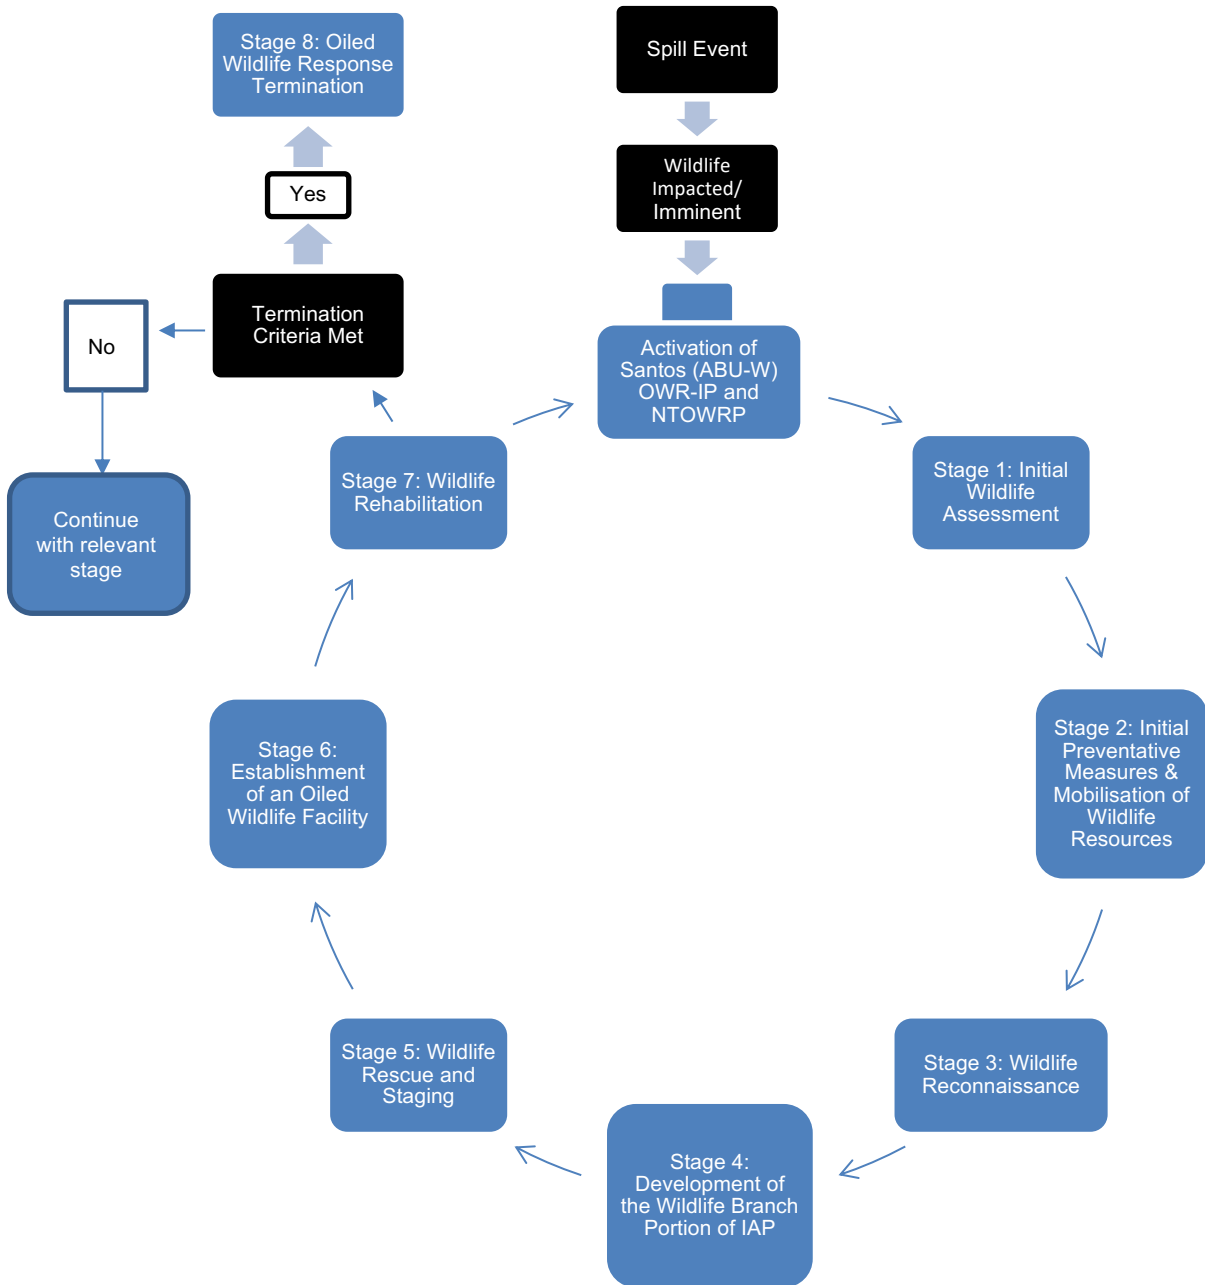 Spill Event
Wildlife
Impacted/
Imminent
Activation of
Santos (ABU-W)
OWR-IP and
NTOWRP
Stage 1: Initial
Wildlife
Assessment
Stage 2: Initial
Preventative
Measures &
Mobilisation of
Wildlife
Resources
Stage 3: Wildlife
Reconnaissance
Stage 4:
Development of
the Wildlife Branch
Portion of IAP
Stage 5: Wildlife
Rescue and
Staging
Stage 6:
Establishment
of an Oiled
Wildlife Facility
Stage 7: Wildlife
Rehabilitation
Termination
Criteria Met
Yes
Stage 8: Oiled
Wildlife Response
Termination
No
Continue
with relevant
stage